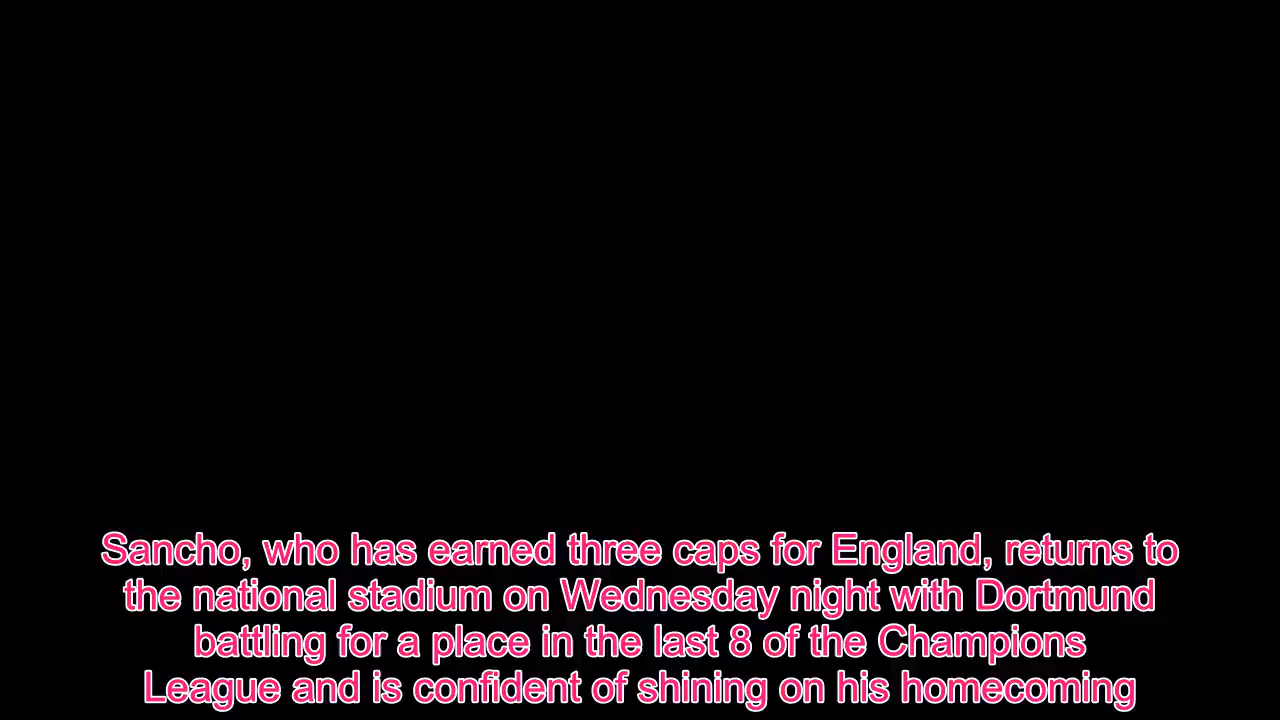 Sancho, who has earned three caps for England, returns to
the national stadium on Wednesday night with Dortmund
battling for a place in the last 8 of the Champions
League and is confident of shining on his homecoming